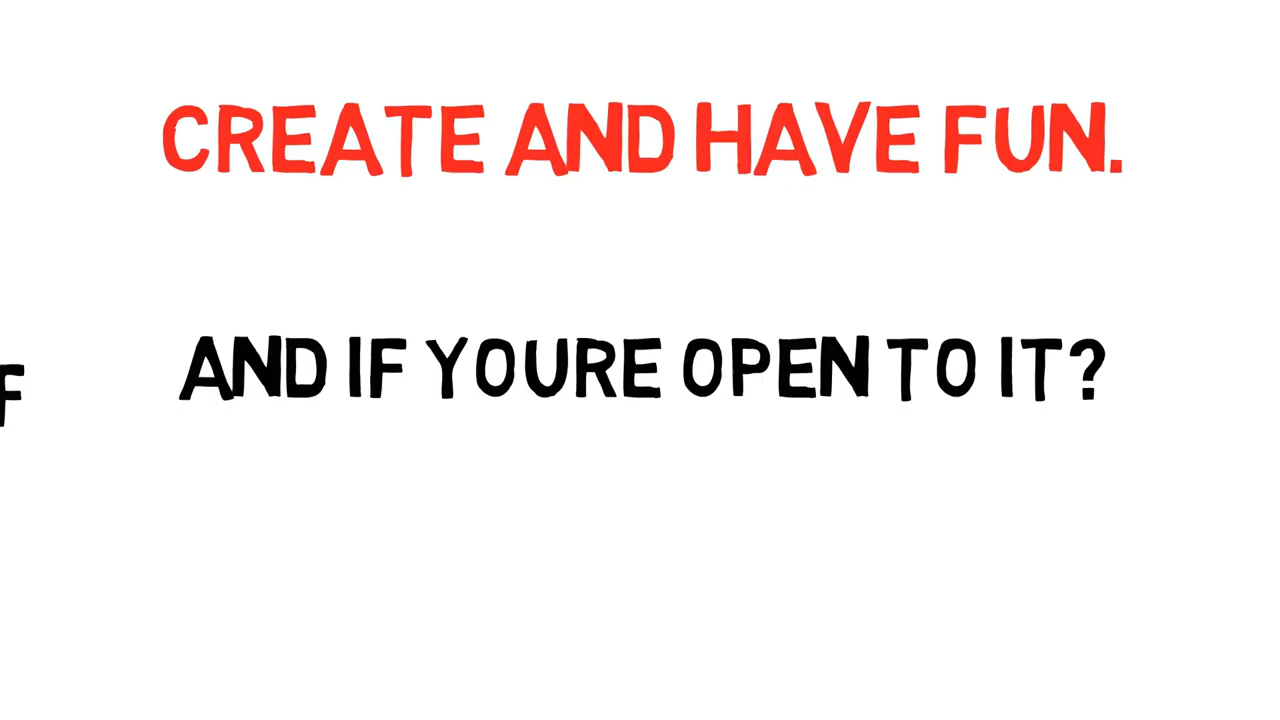 CREATE AND HAVE FUN.
AND IF YOURE OPEN TO IT?
F